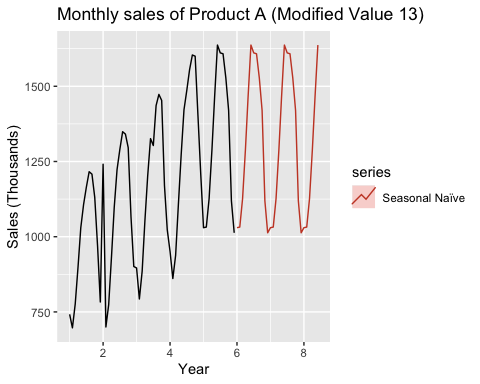 Monthly sales of Product A (Modified Value 13)
Sales (Thousands)
1500
1250
1000
750
2 4 6 8
Year
series
Seasonal Naïve